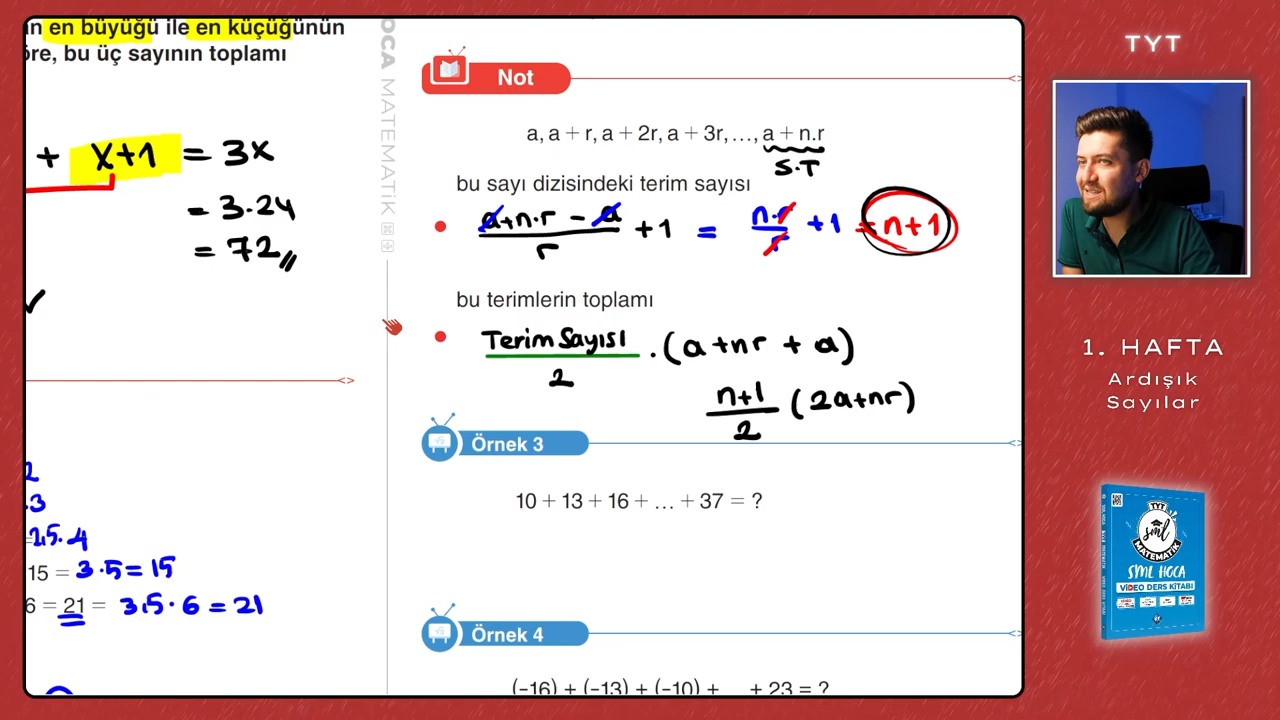 en büyüğü ile en küçüğünün
öre, bu üç sayının toplamı
+ x+1 = 3x
= 3.24
= 72
2
.3
2,5.4
15 = 3.5 = 15
6 = 21 = 3,5.6 = 21
OCA MATEMATİK
Not
a, a + r, a + 2r, a + 3r, ..., a + n.r
S.T
bu sayı dizisindeki terim sayısı
a+n.r - a / r +1 = n.r / r +1 = n+1
bu terimlerin toplamı
Terim Sayısı / 2 . (a+nr + a)
n+1 / 2 (2a+nr)
Örnek 3
10 + 13 + 16 + ... + 37 = ?
Örnek 4
(–16) + (–13) + (–10) + ... + 23 = ?
TYT
1. HAFTA
Ardışık
Sayılar
TYT
SML
MATEMATİK
SML HOCA
VİDEO DERS KİTABI